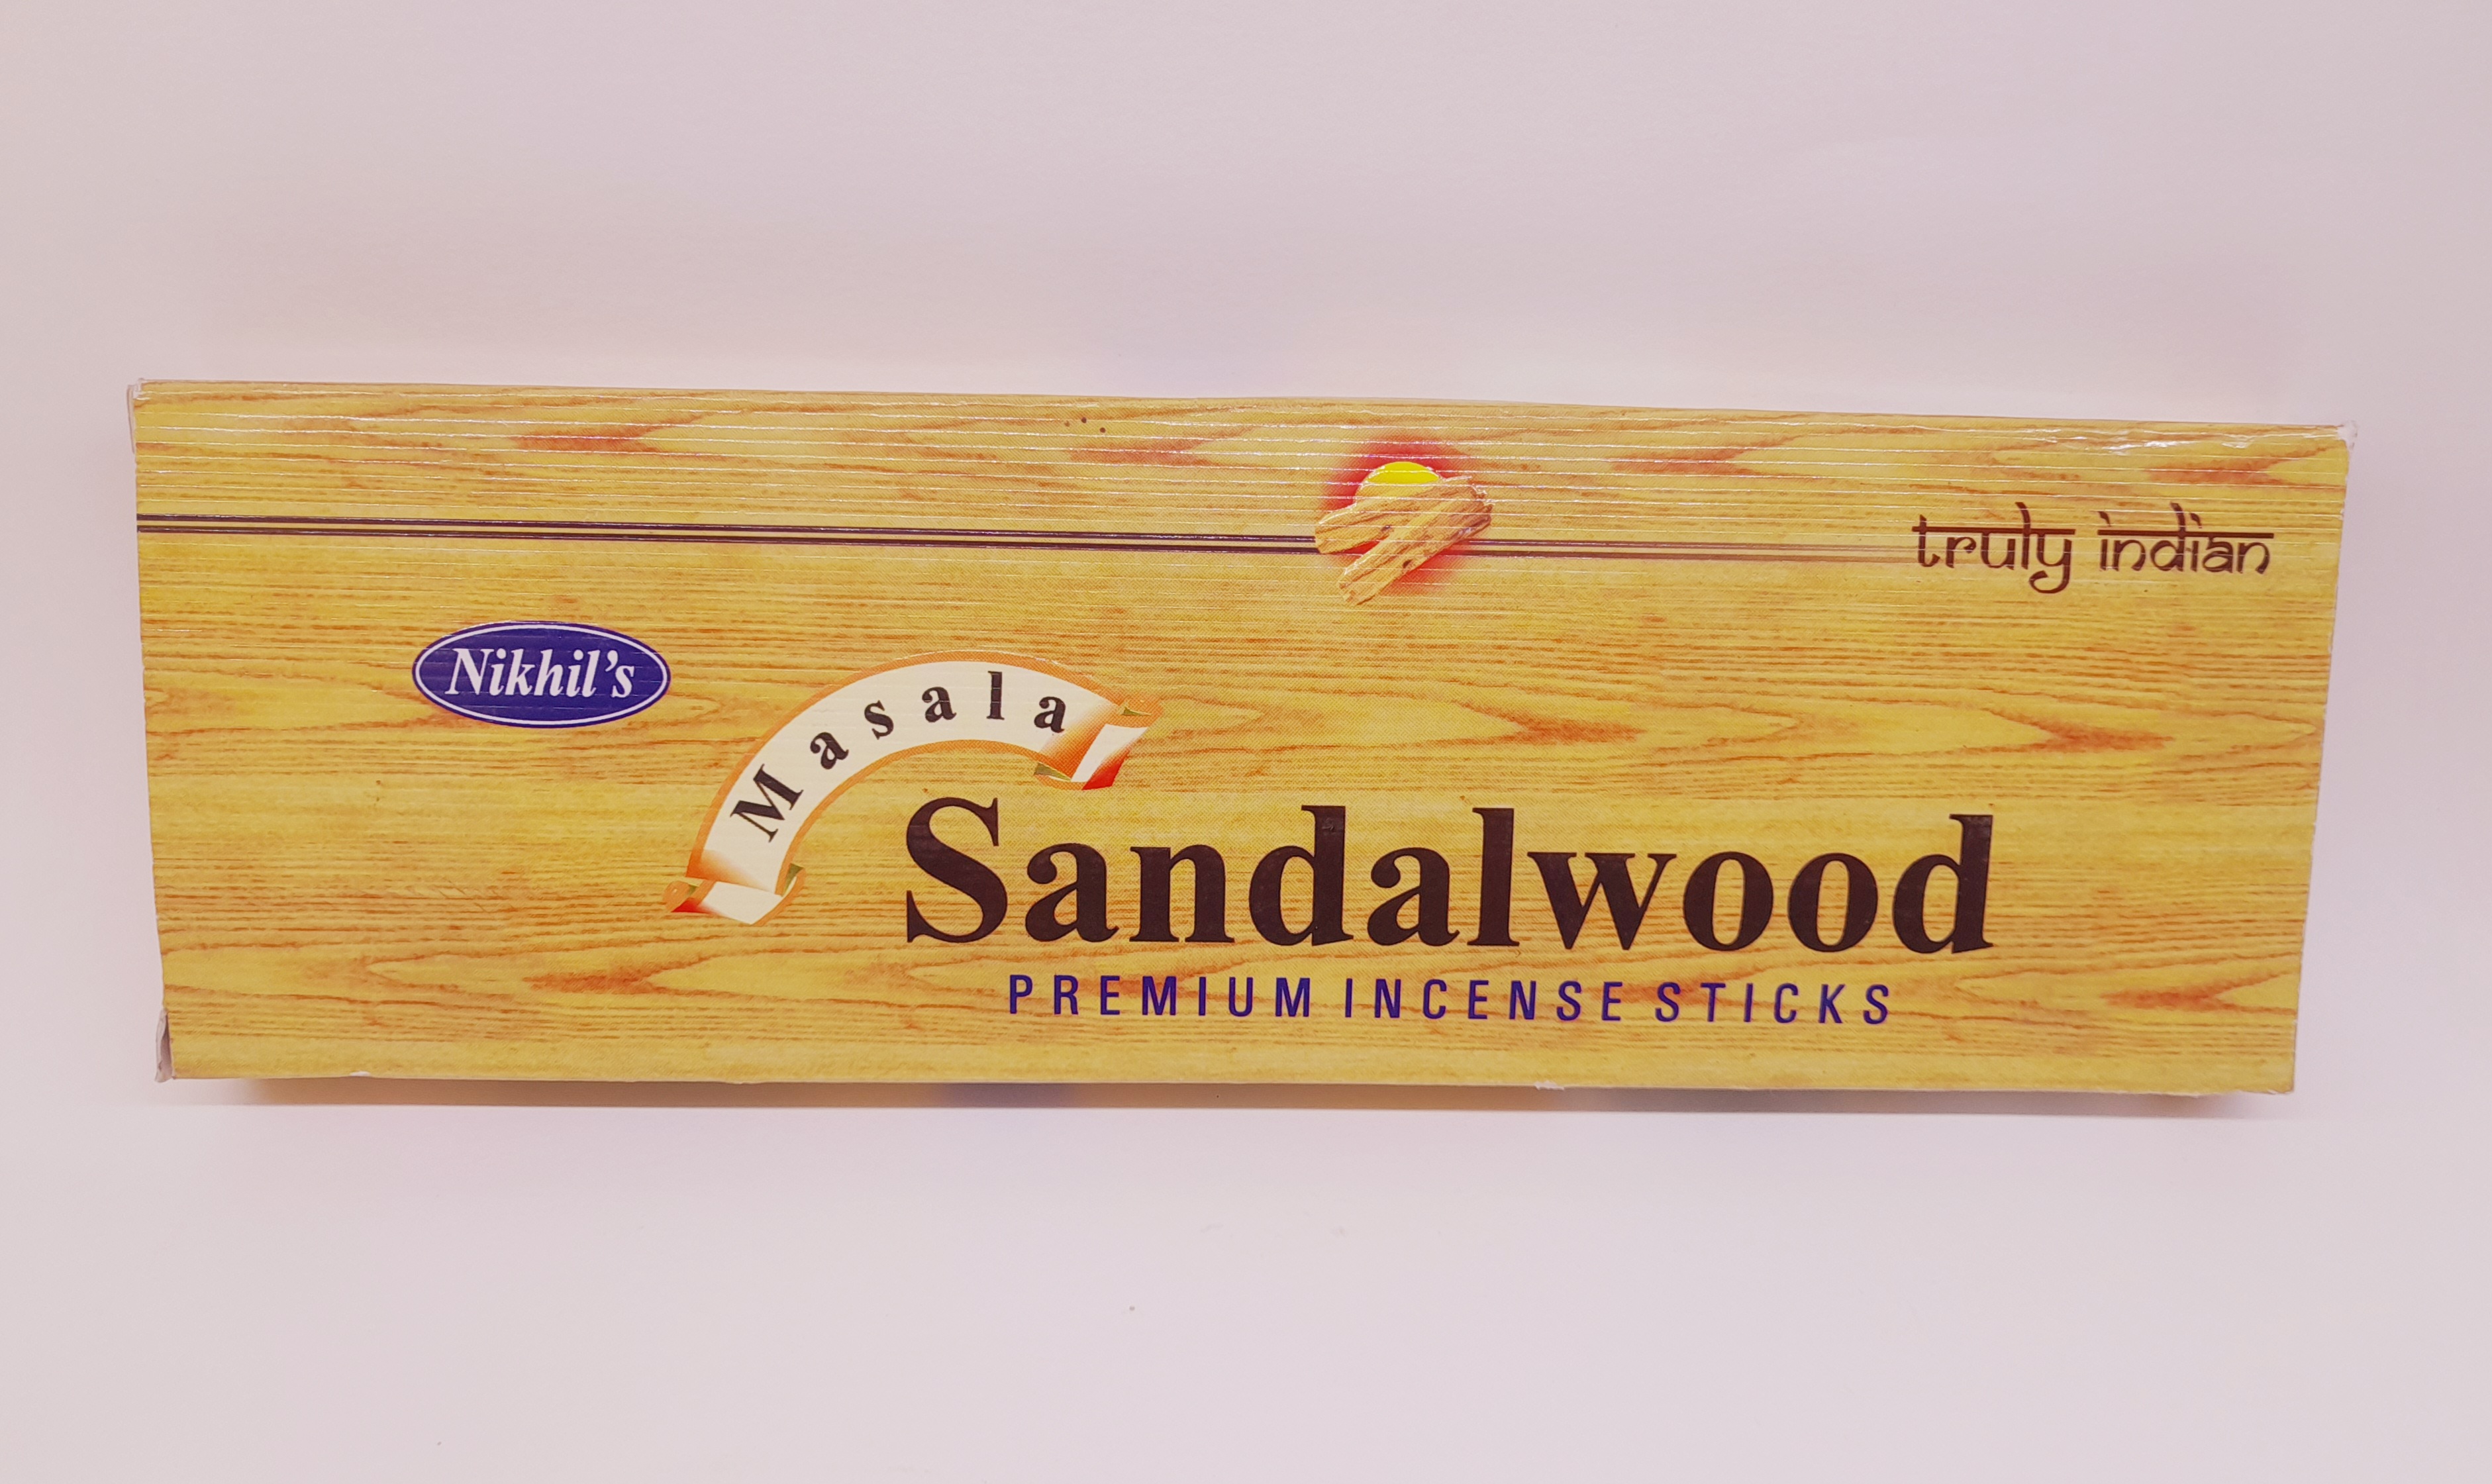 truly indian
Nikhil's
Masala
Sandalwood
PREMIUM INCENSE STICKS